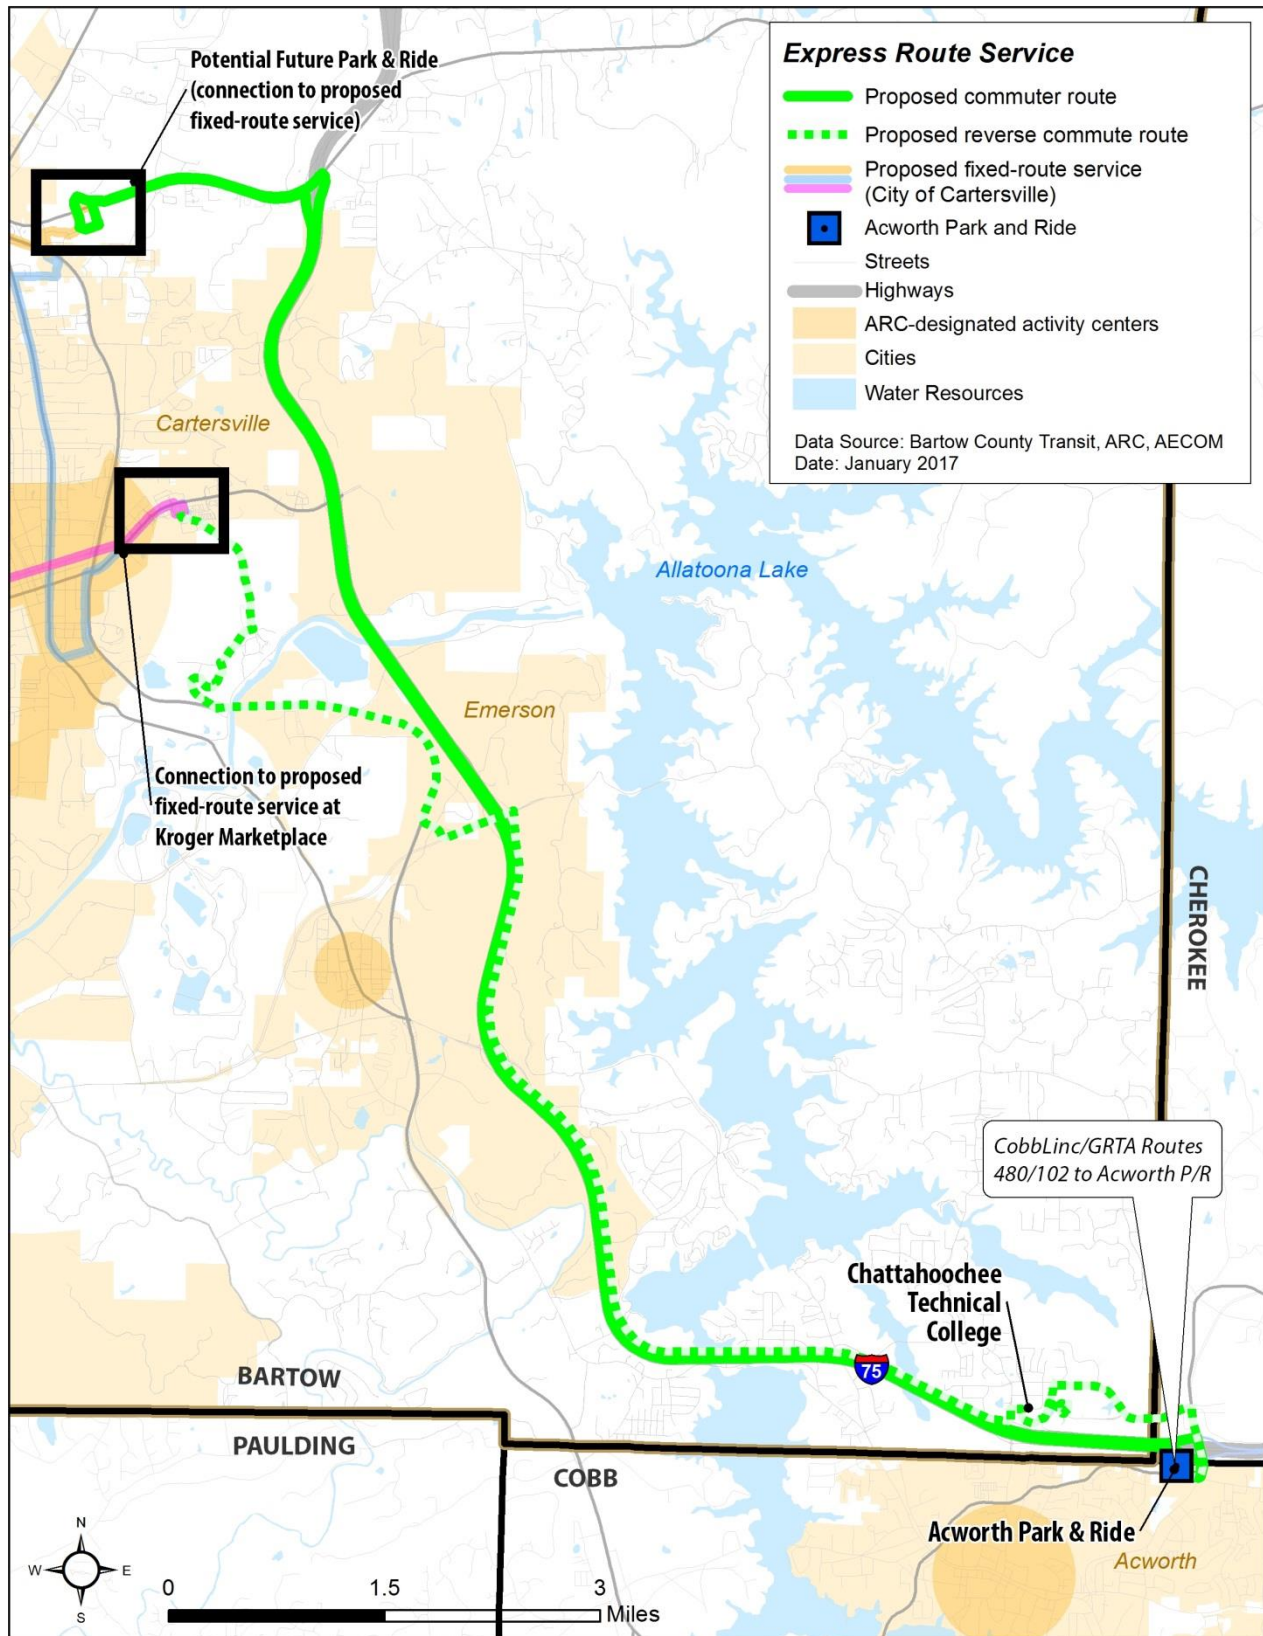 Potential Future Park & Ride
(connection to proposed
fixed-route service)
Express Route Service
Proposed commuter route
Proposed reverse commute route
Proposed fixed-route service
(City of Cartersville)
Acworth Park and Ride
Streets
Highways
ARC-designated activity centers
Cities
Water Resources
Data Source: Bartow County Transit, ARC, AECOM
Date: January 2017
Cartersville
Allatoona Lake
Emerson
Connection to proposed
fixed-route service at
Kroger Marketplace
CHEROKEE
CobbLinc/GRTA Routes
480/102 to Acworth P/R
Chattahoochee
Technical
College
75
BARTOW
PAULDING
COBB
Acworth Park & Ride
Acworth
N
W E
S
0 1.5 3
Miles